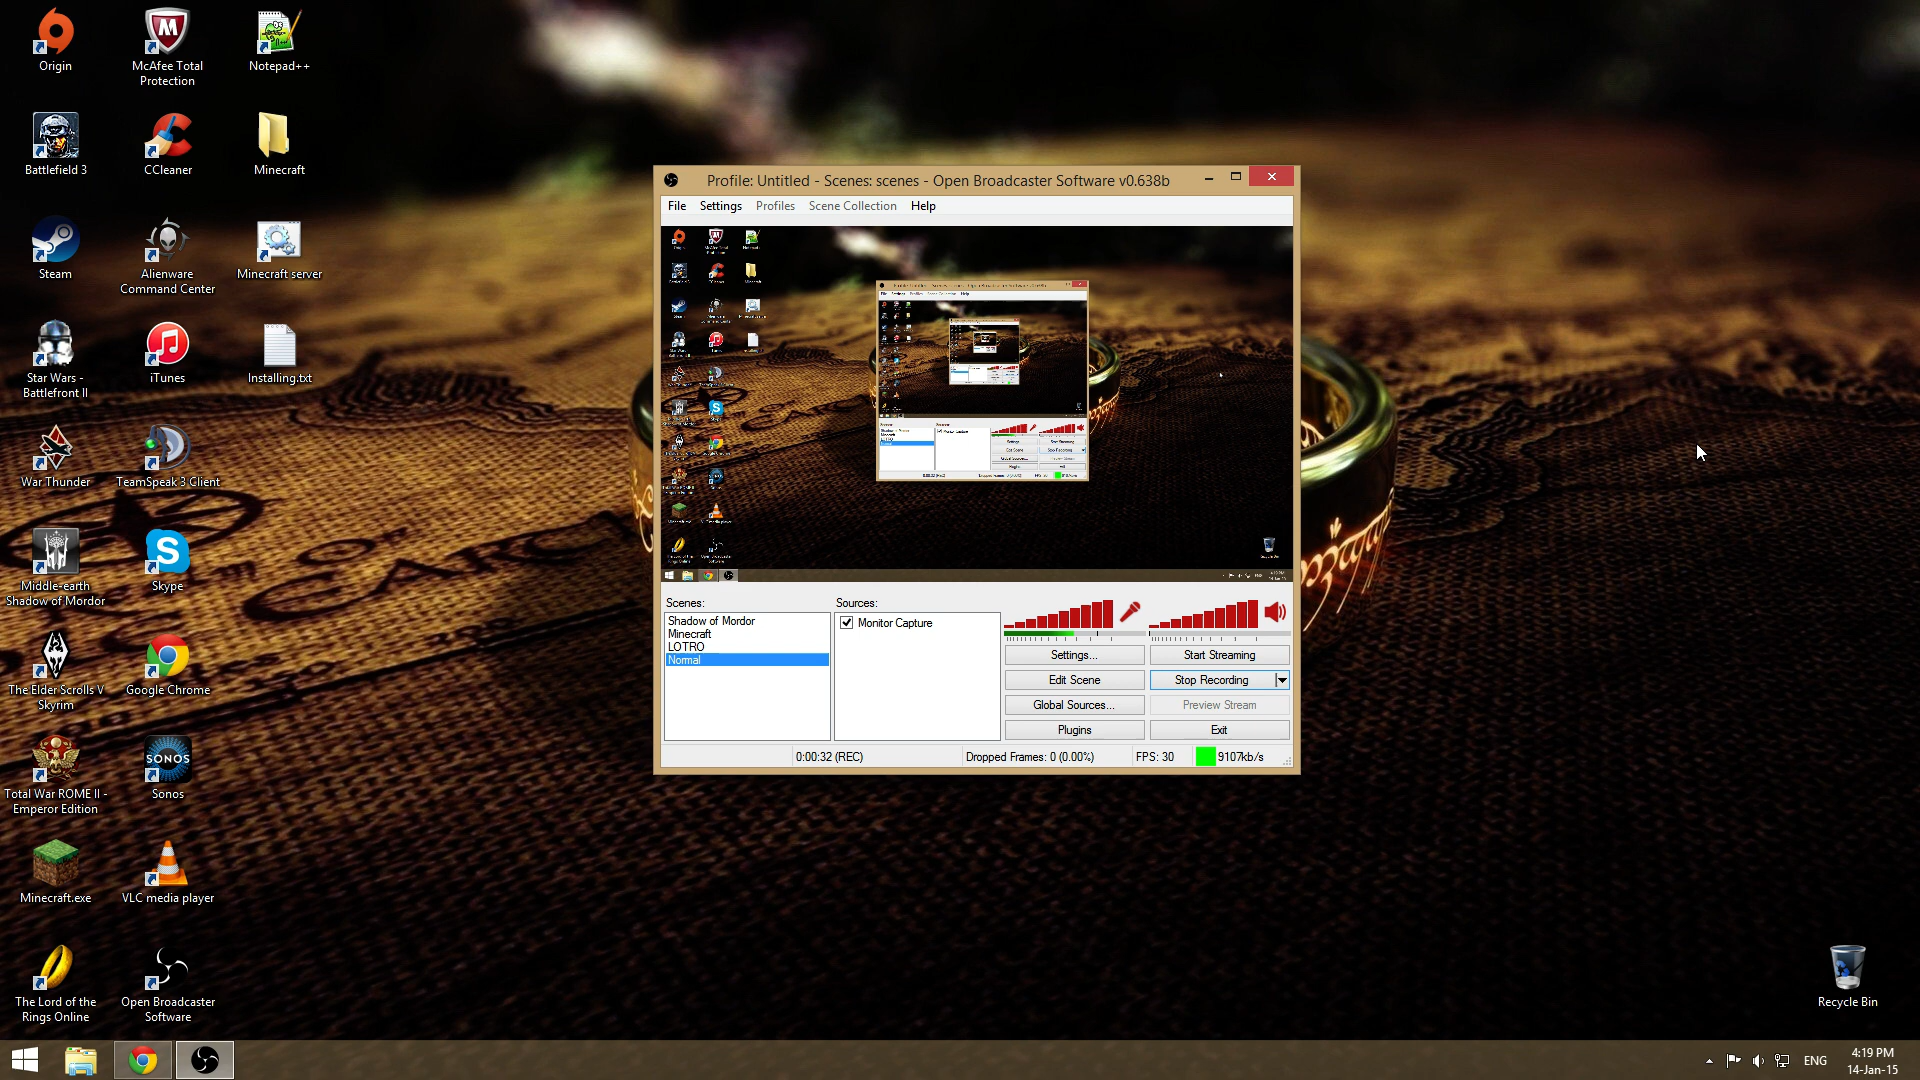 Origin
McAfee Total
Protection
Notepad++
Battlefield 3
CCleaner
Minecraft
Steam
Alienware
Command Center
Minecraft server
Star Wars -
Battlefront II
iTunes
Installing.txt
War Thunder
TeamSpeak 3 Client
Middle-earth
Shadow of Mordor
Skype
The Elder Scrolls V
Skyrim
Google Chrome
Total War ROME II -
Emperor Edition
SONOS
Sonos
Minecraft.exe
VLC media player
The Lord of the
Rings Online
Open Broadcaster
Software
Profile: Untitled - Scenes: scenes - Open Broadcaster Software v0.638b
File Settings Profiles Scene Collection Help
Scenes:
Shadow of Mordor
Minecraft
LOTRO
Normal
Sources:
Monitor Capture
Settings...
Start Streaming
Edit Scene
Stop Recording
Global Sources...
Preview Stream
Plugins
Exit
0:00:32 (REC)
Dropped Frames: 0 (0.00%)
FPS: 30
9107kb/s
Recycle Bin
ENG
4:19 PM
14-Jan-15